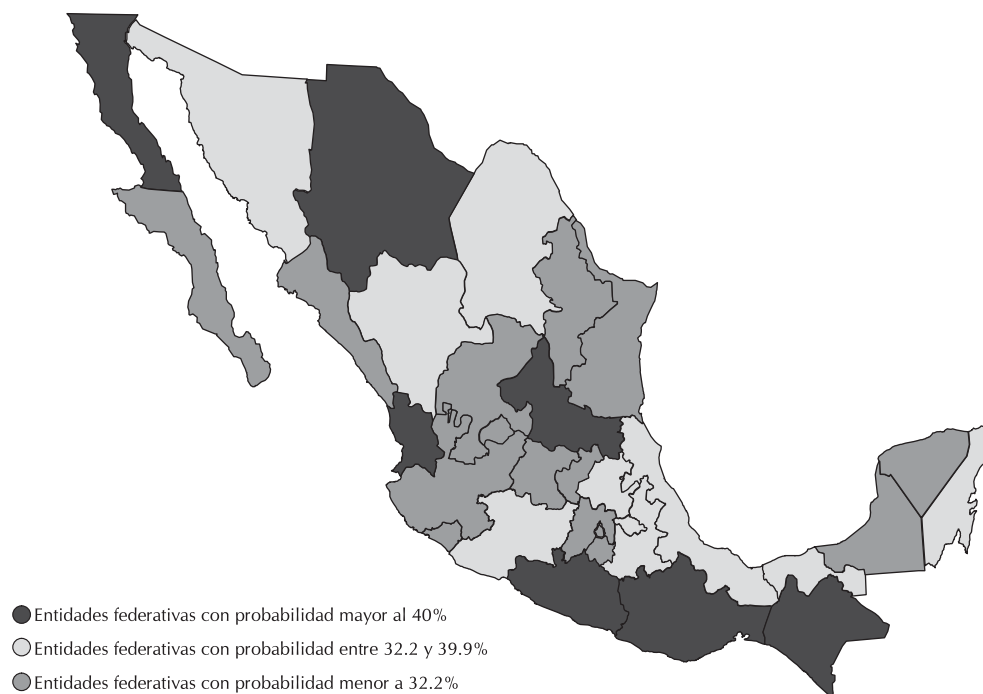 Entidades federativas con probabilidad mayor al 40%
Entidades federativas con probabilidad entre 32.2 y 39.9%
Entidades federativas con probabilidad menor a 32.2%